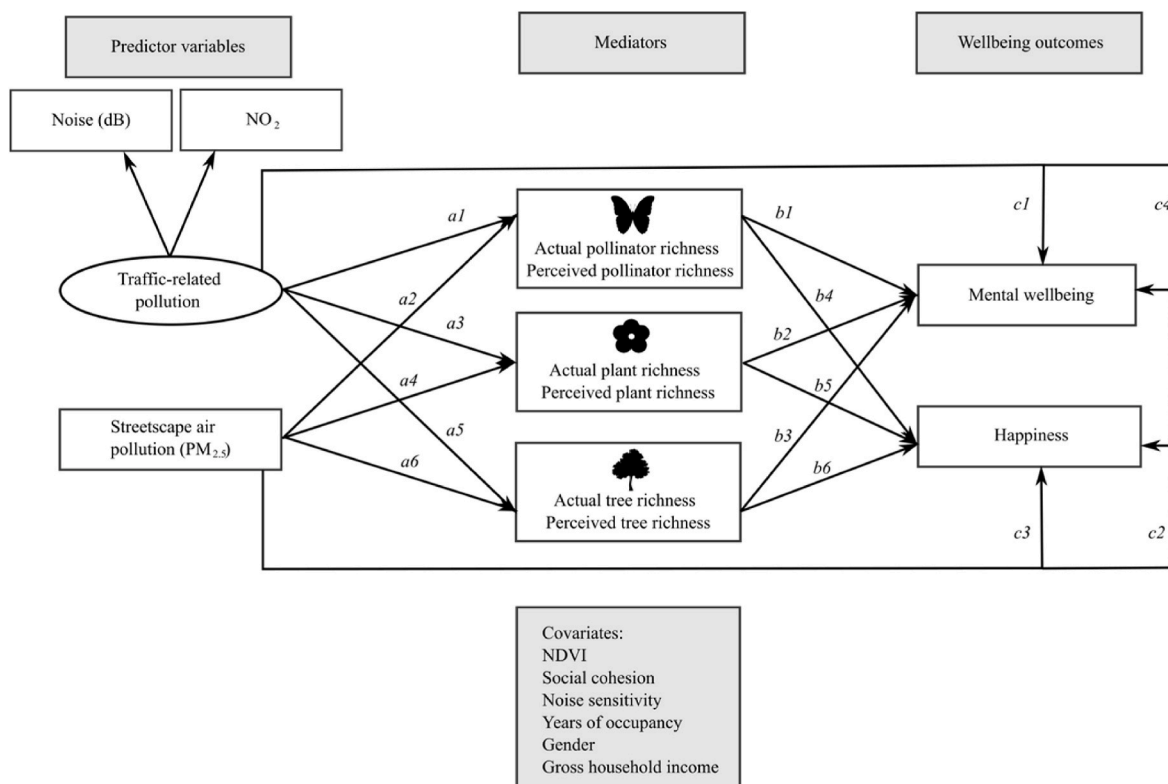 Predictor variables
Mediators
Wellbeing outcomes
Noise (dB)
NO₂
a1
b1
c1
c4
Actual pollinator richness
Perceived pollinator richness
Traffic-related
pollution
Mental wellbeing
a2
b4
a3
b2
Actual plant richness
Perceived plant richness
a4
b5
Streetscape air
pollution (PM₂.₅)
a5
b3
Happiness
a6
b6
Actual tree richness
Perceived tree richness
c3
c2
Covariates:
NDVI
Social cohesion
Noise sensitivity
Years of occupancy
Gender
Gross household income